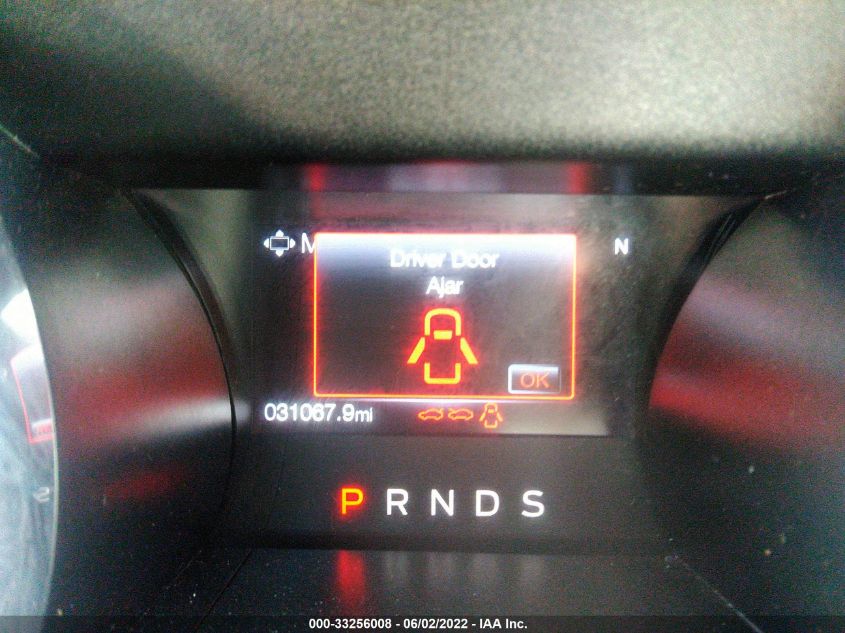 M
N
Driver Door
Ajar
OK
031067.9mi
P R N D S
000-33256008 - 06/02/2022 - IAA Inc.